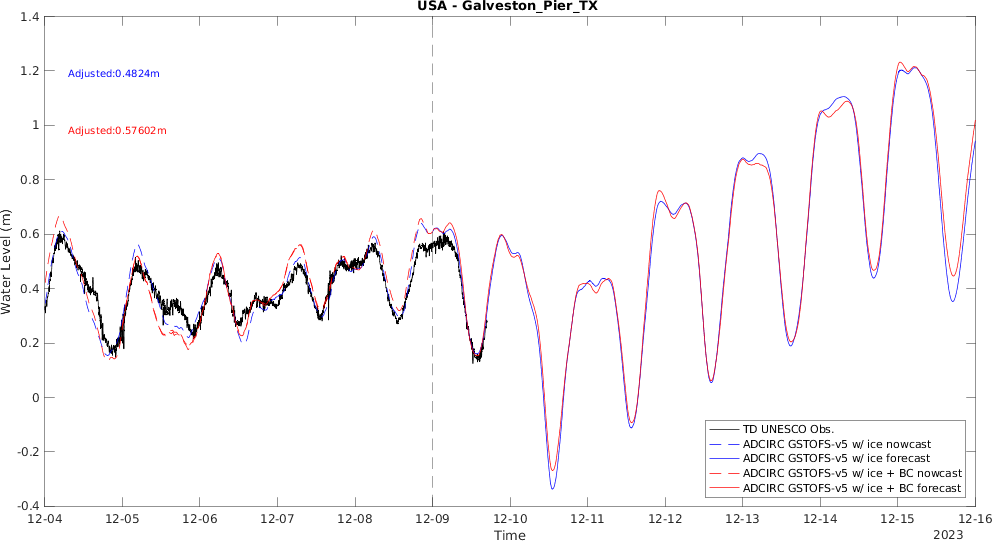 USA - Galveston_Pier_TX
1.4
1.2
1
0.8
0.6
0.4
0.2
0
-0.2
-0.4
Water Level (m)
Adjusted:0.4824m
Adjusted:0.57602m
TD UNESCO Obs.
ADCIRC GSTOFS-v5 w/ ice nowcast
ADCIRC GSTOFS-v5 w/ ice forecast
ADCIRC GSTOFS-v5 w/ ice + BC nowcast
ADCIRC GSTOFS-v5 w/ ice + BC forecast
12-04 12-05 12-06 12-07 12-08 12-09 12-10 12-11 12-12 12-13 12-14 12-15 12-16
Time
2023